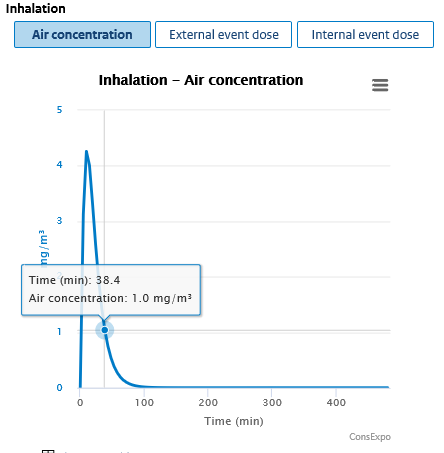 Inhalation
Air concentration
External event dose
Internal event dose
Inhalation – Air concentration
5
4
3
mg/m³
Time (min): 38.4
Air concentration: 1.0 mg/m³
1
0
0 100 200 300 400
Time (min)
ConsExpo